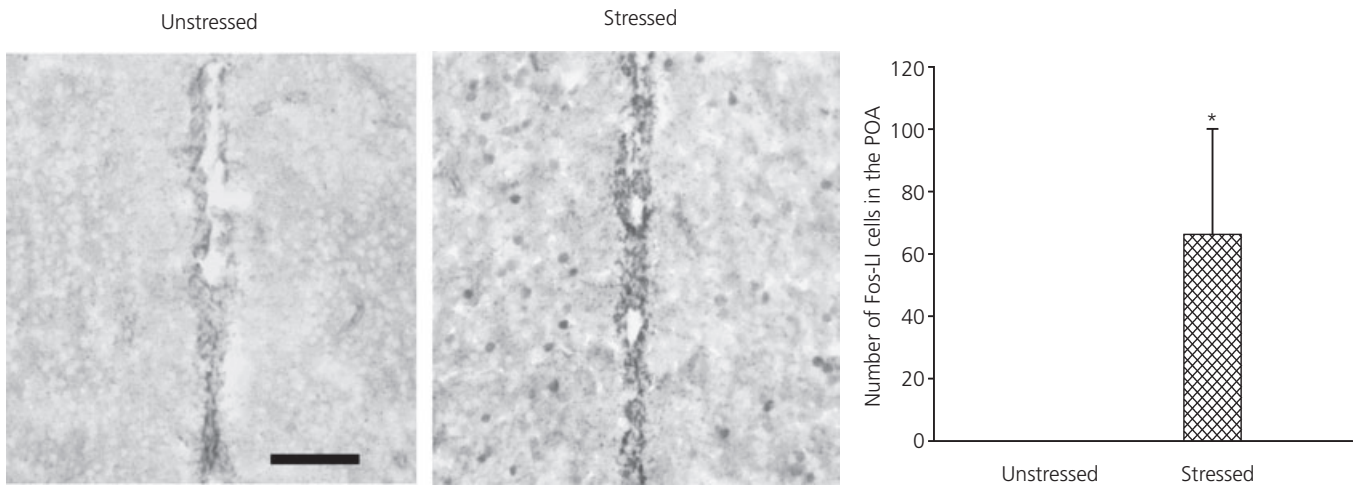 Unstressed
Stressed
Number of Fos-LI cells in the POA
120
100
80
60
40
20
0
*
Unstressed
Stressed